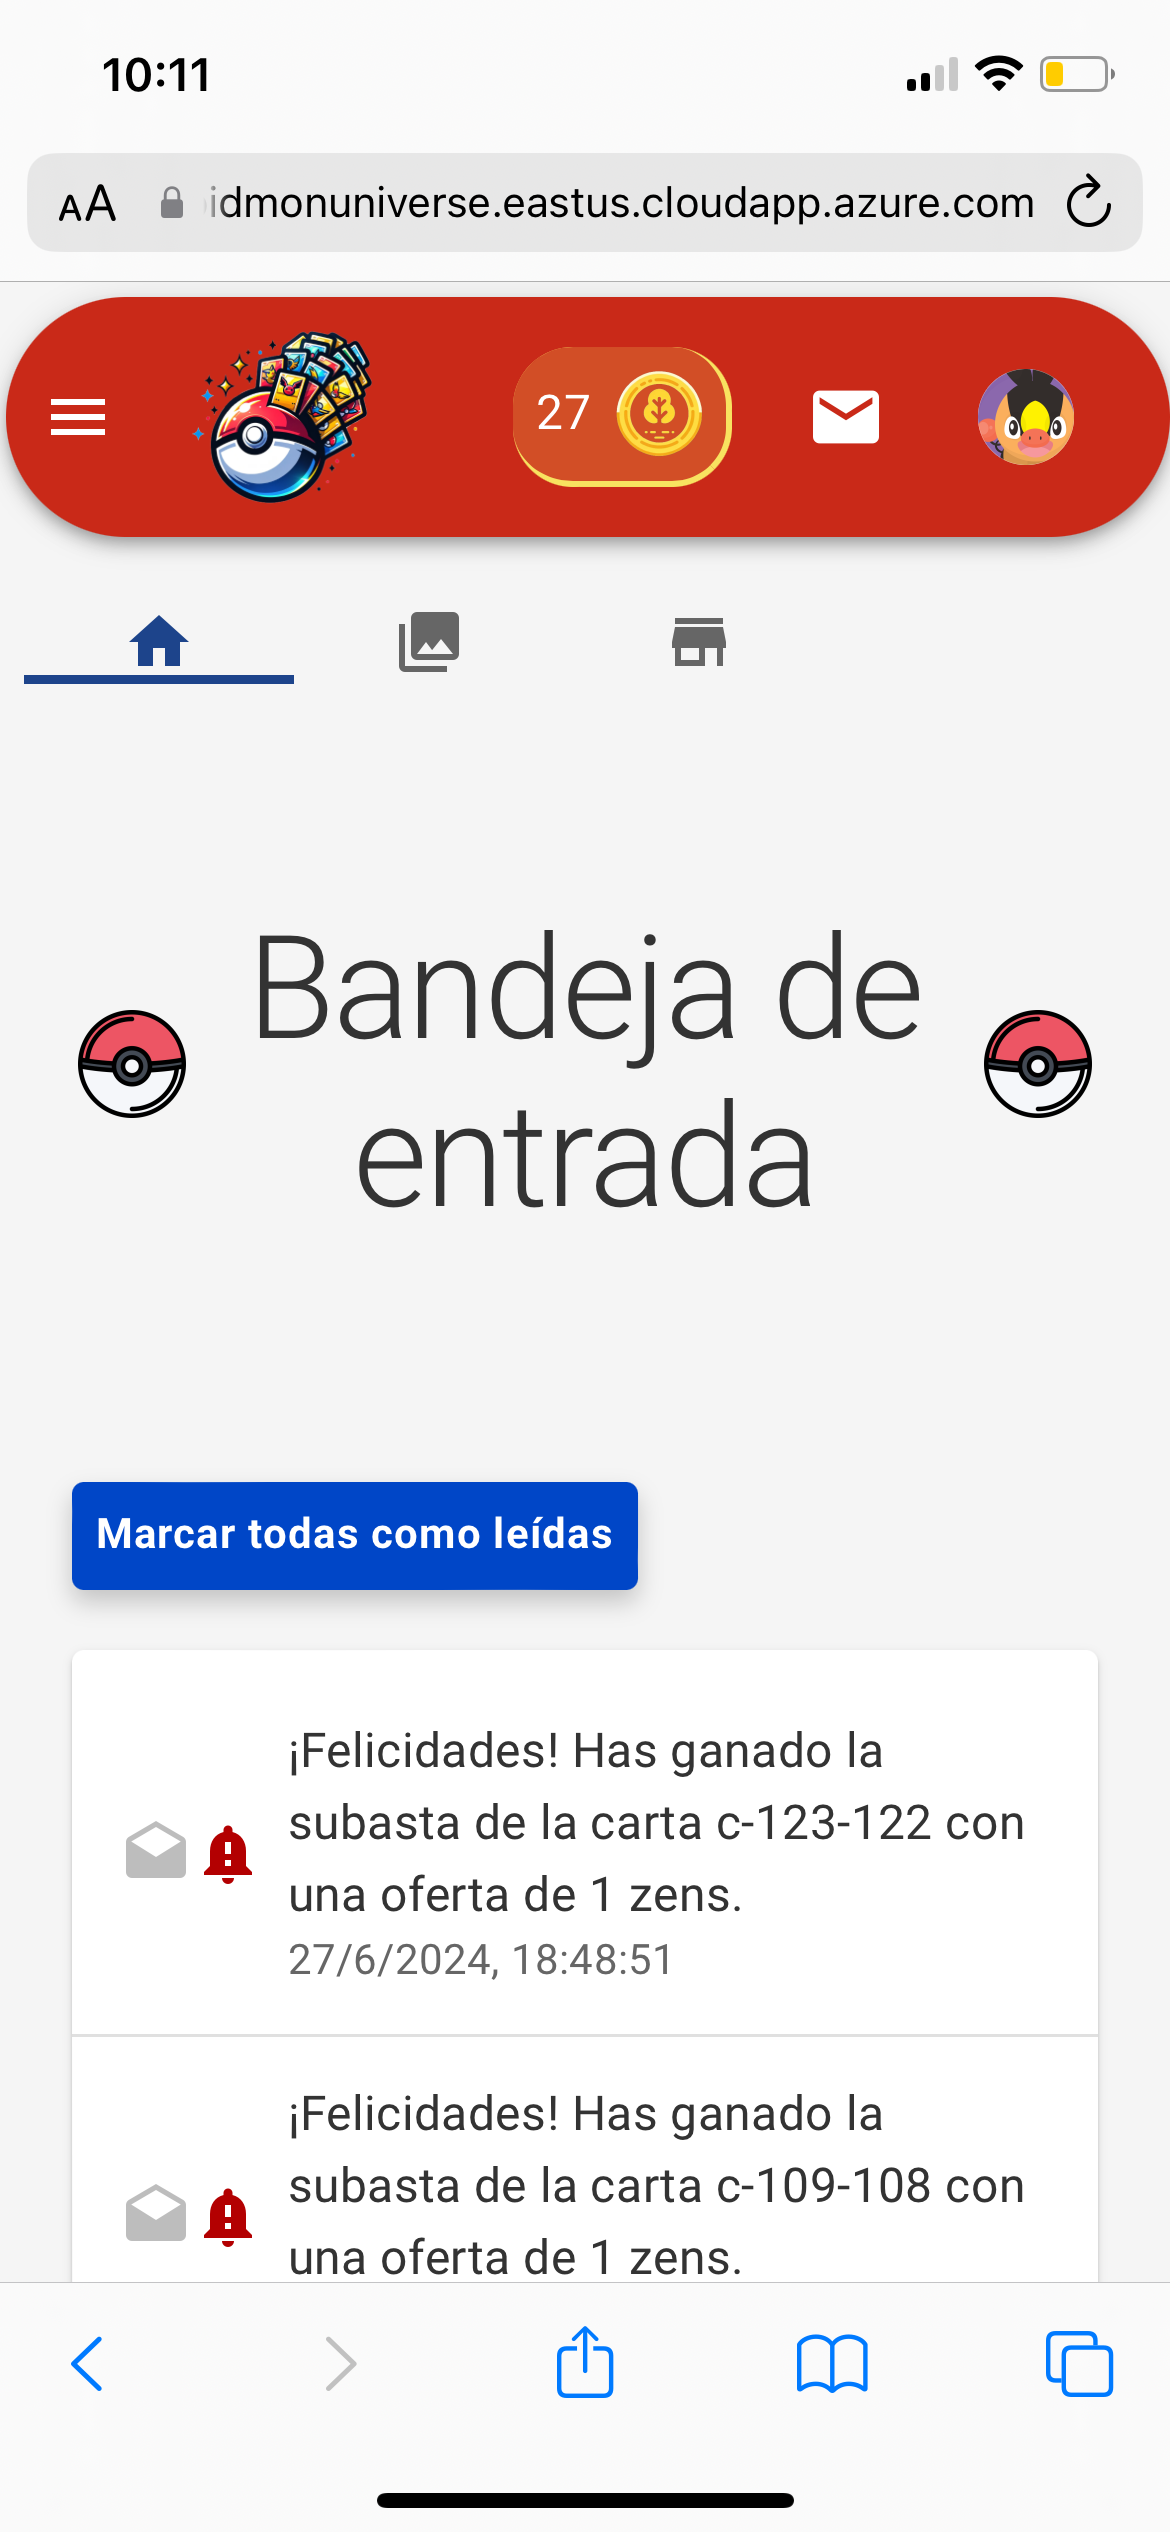 10:11
AA idmonuniverse.eastus.cloudapp.azure.com
27
Bandeja de
entrada
Marcar todas como leídas
¡Felicidades! Has ganado la
subasta de la carta c-123-122 con
una oferta de 1 zens.
27/6/2024, 18:48:51
¡Felicidades! Has ganado la
subasta de la carta c-109-108 con
una oferta de 1 zens.